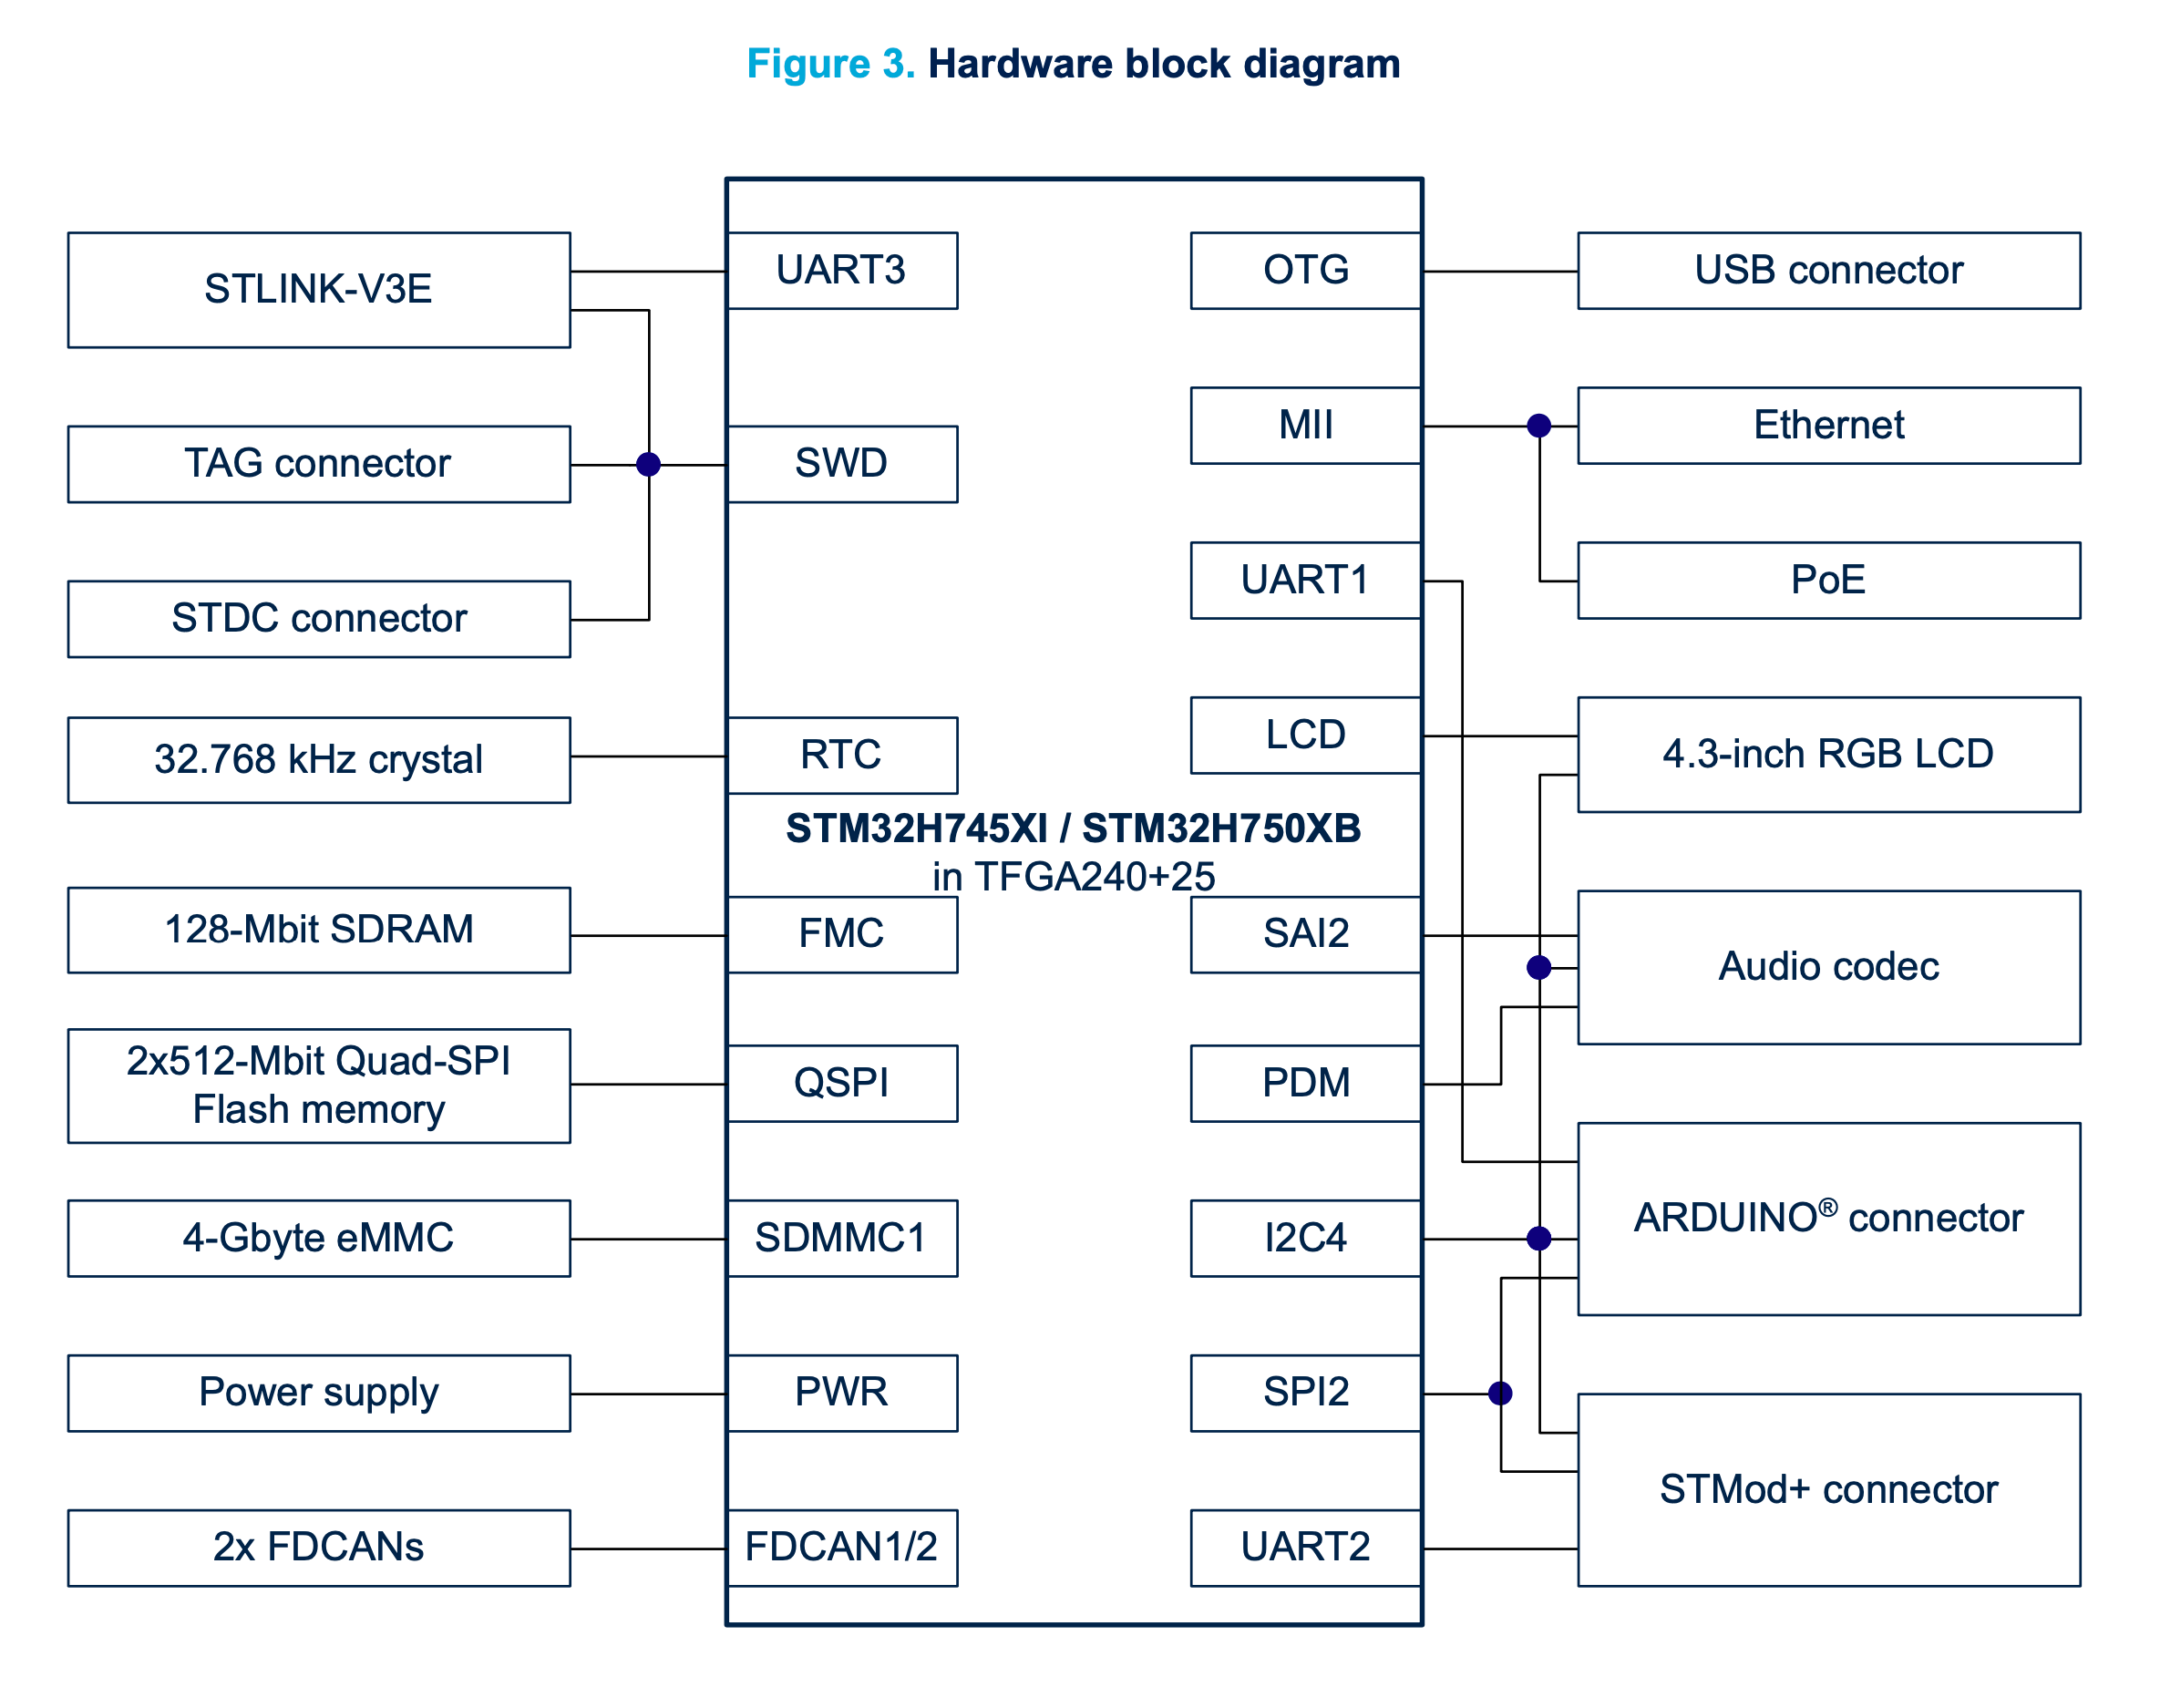 Figure 3. Hardware block diagram
STLINK-V3E
TAG connector
STDC connector
32.768 kHz crystal
128-Mbit SDRAM
2x512-Mbit Quad-SPI
Flash memory
4-Gbyte eMMC
Power supply
2x FDCANs
UART3
SWD
RTC
STM32H745XI / STM32H750XB
in TFGA240+25
FMC
QSPI
SDMMC1
PWR
FDCAN1/2
OTG
MII
UART1
LCD
SAI2
PDM
I2C4
SPI2
UART2
USB connector
Ethernet
PoE
4.3-inch RGB LCD
Audio codec
ARDUINO® connector
STMod+ connector